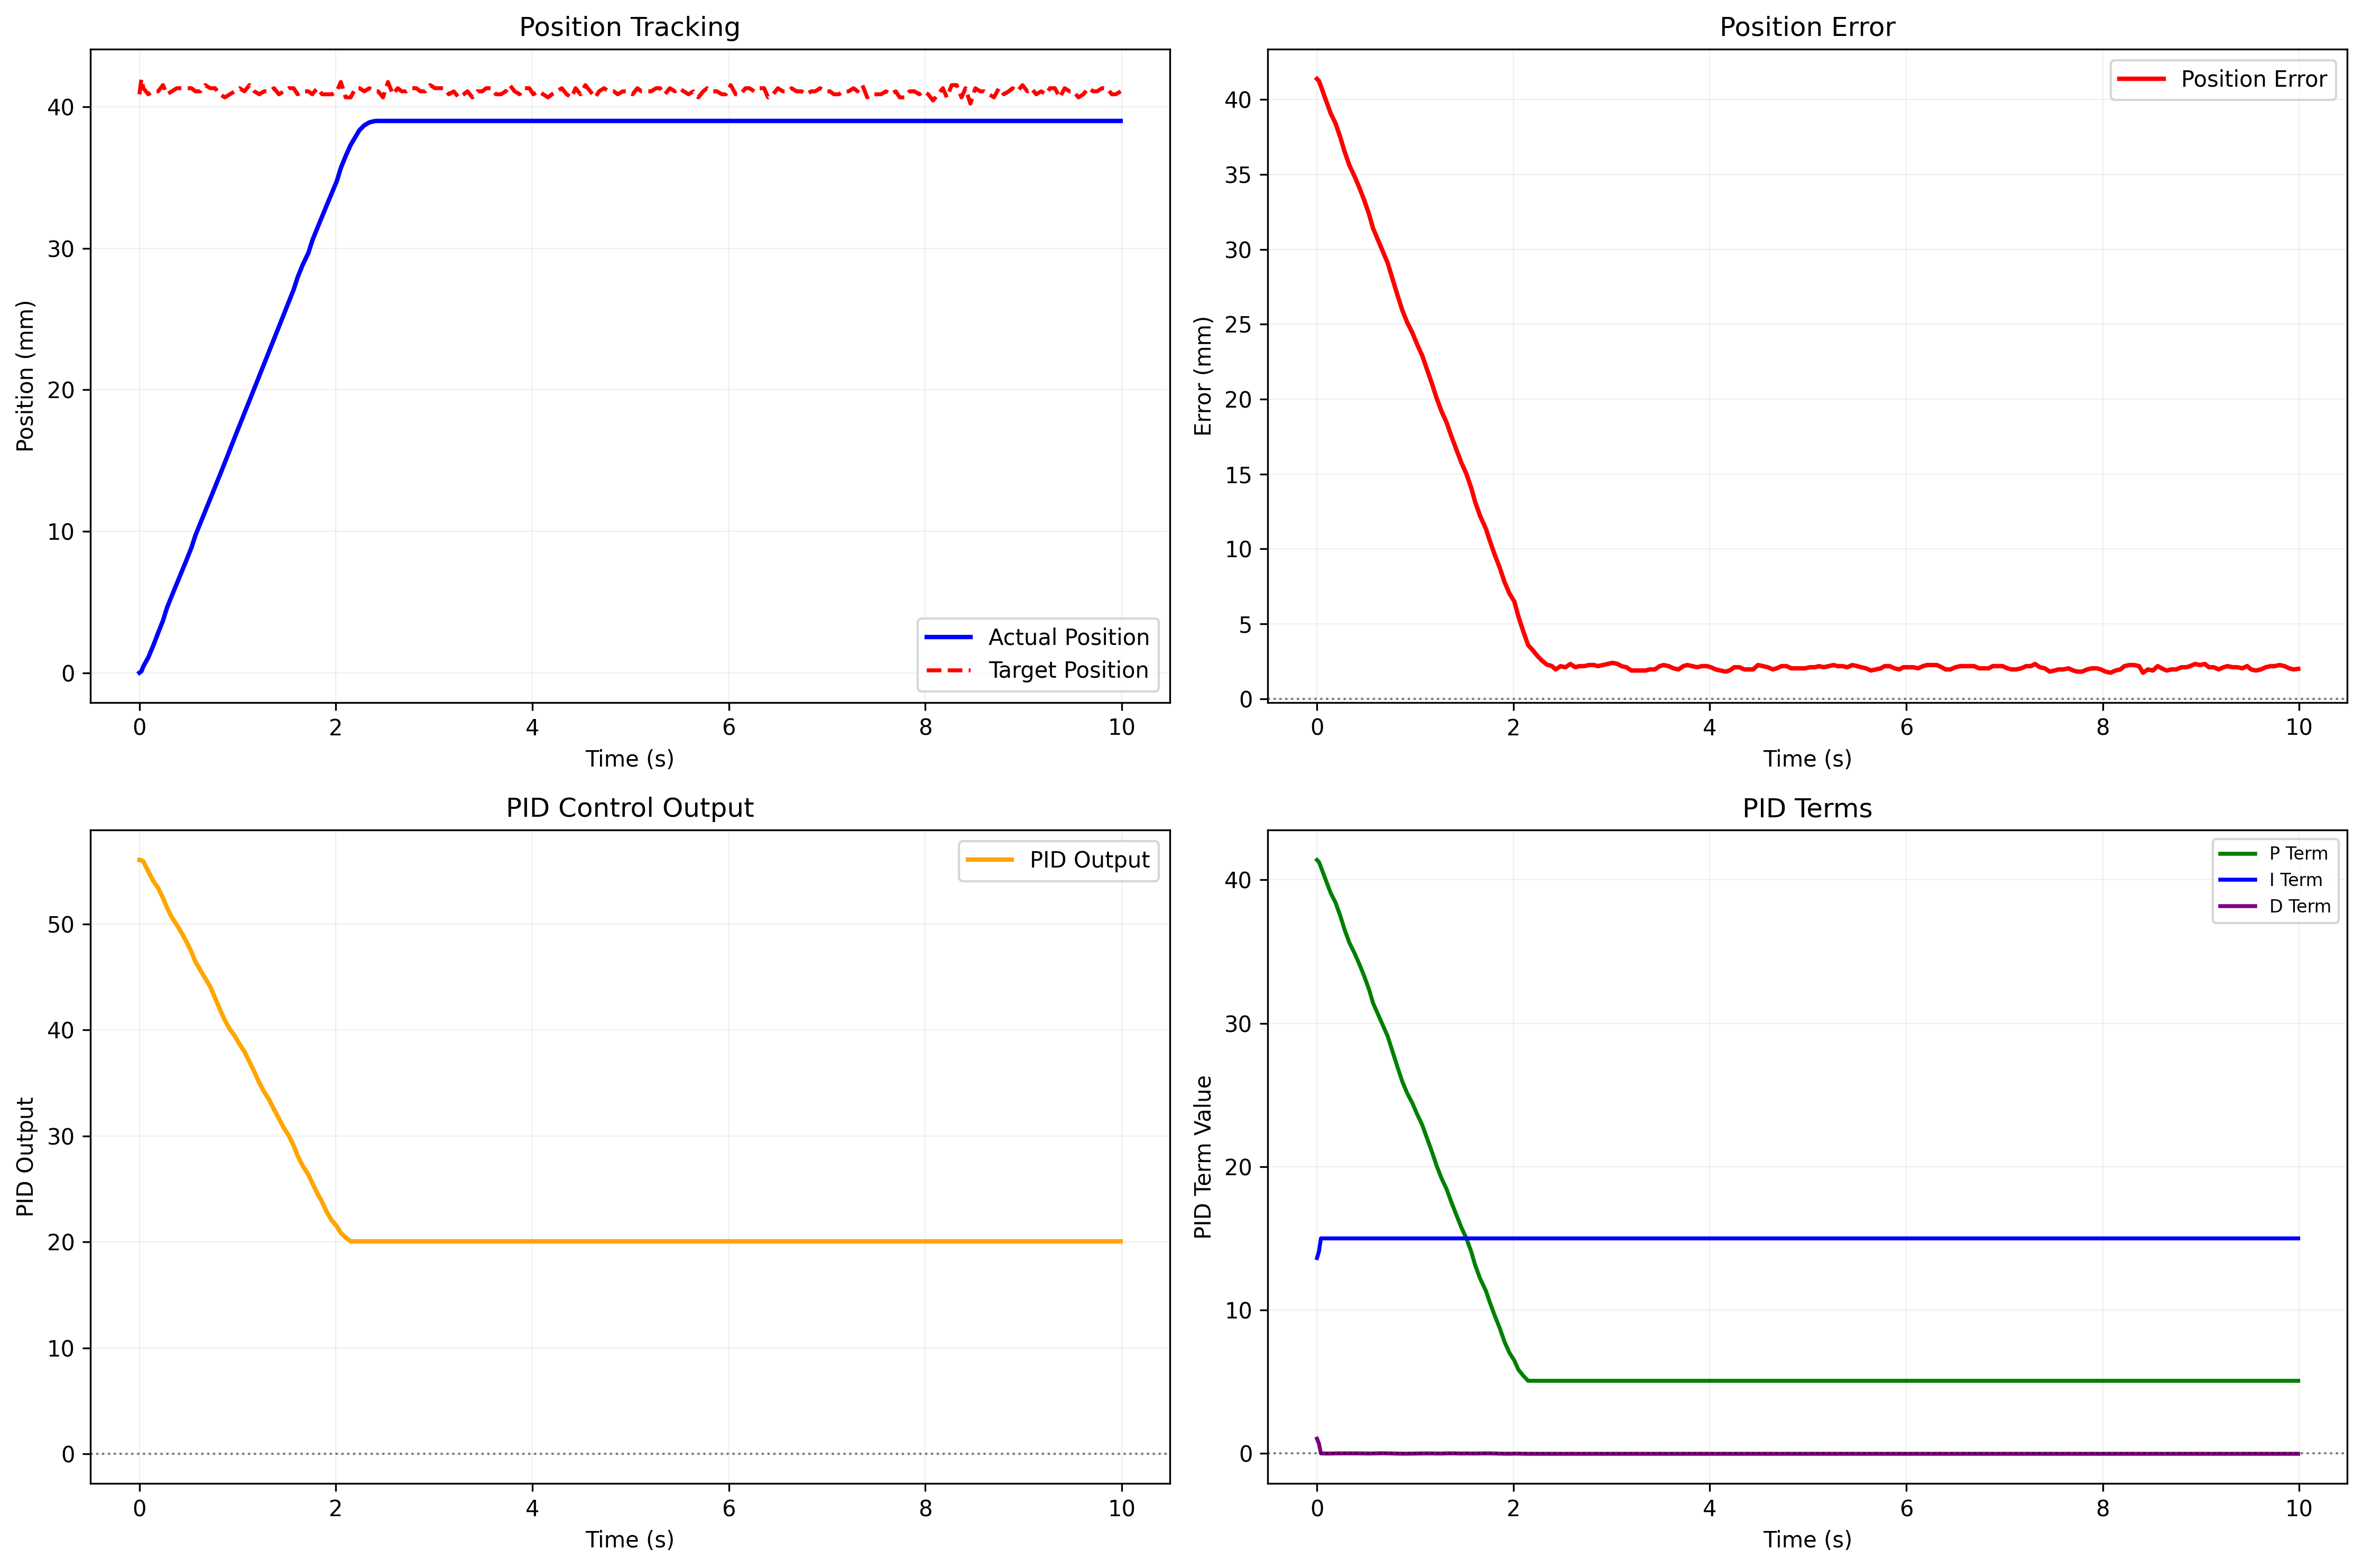 Position Tracking
Position (mm)
40
30
20
10
0
Actual Position
Target Position
0 2 4 6 8 10
Time (s)
Position Error
Error (mm)
40
35
30
25
20
15
10
5
0
Position Error
0 2 4 6 8 10
Time (s)
PID Control Output
PID Output
50
40
30
20
10
0
PID Output
0 2 4 6 8 10
Time (s)
PID Terms
PID Term Value
40
30
20
10
0
P Term
I Term
D Term
0 2 4 6 8 10
Time (s)